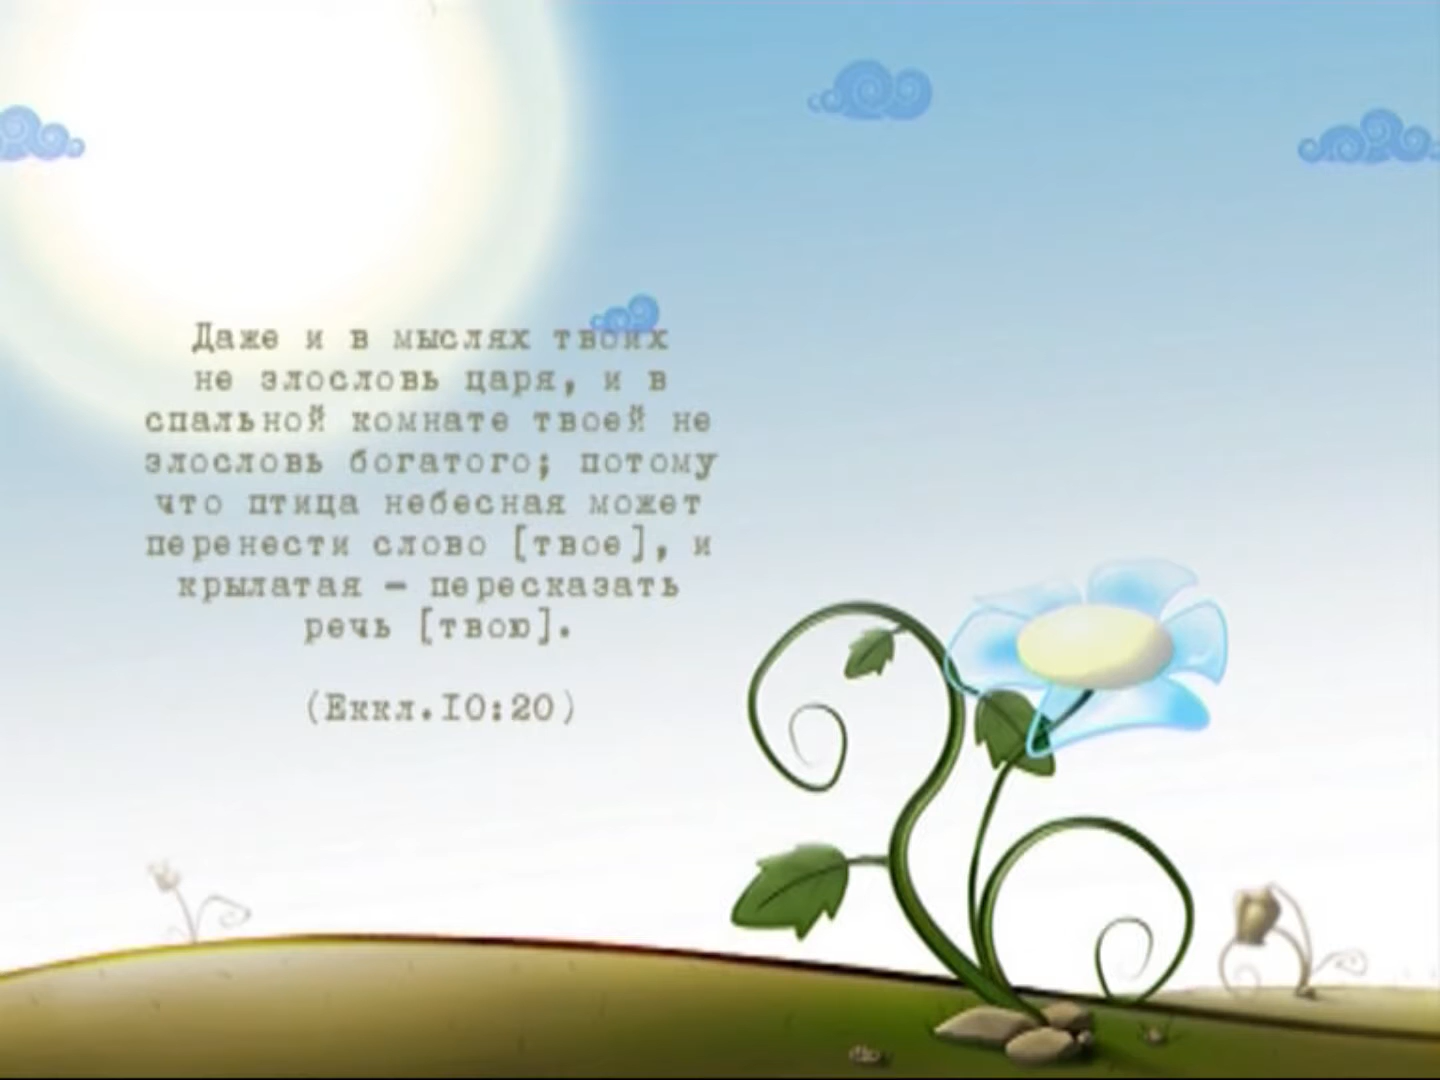 Даже и в мыслях твоих
не злословь царя, и в
спальной комнате твоей не
злословь богатого; потому
что птица небесная может
перенести слово [твое], и
крылатая – пересказать
речь [твою].
(Еккл.10:20)